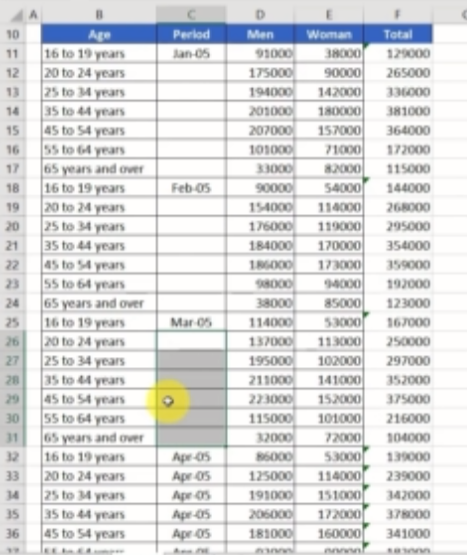 A B C D E F
10 Age Period Men Woman Total
11 16 to 19 years Jan-05 91000 38000 129000
12 20 to 24 years 175000 90000 265000
13 25 to 34 years 194000 142000 336000
14 35 to 44 years 201000 180000 381000
15 45 to 54 years 207000 157000 364000
16 55 to 64 years 101000 71000 172000
17 65 years and over 33000 82000 115000
18 16 to 19 years Feb-05 90000 54000 144000
19 20 to 24 years 154000 114000 268000
20 25 to 34 years 176000 119000 295000
21 35 to 44 years 184000 170000 354000
22 45 to 54 years 186000 173000 359000
23 55 to 64 years 98000 94000 192000
24 65 years and over 38000 85000 123000
25 16 to 19 years Mar-05 114000 53000 167000
26 20 to 24 years 137000 113000 250000
27 25 to 34 years 195000 102000 297000
28 35 to 44 years 211000 141000 352000
29 45 to 54 years 223000 152000 375000
30 55 to 64 years 115000 101000 216000
31 65 years and over 32000 72000 104000
32 16 to 19 years Apr-05 86000 53000 139000
33 20 to 24 years Apr-05 125000 114000 239000
34 25 to 34 years Apr-05 191000 151000 342000
35 35 to 44 years Apr-05 206000 172000 378000
36 45 to 54 years Apr-05 181000 160000 341000